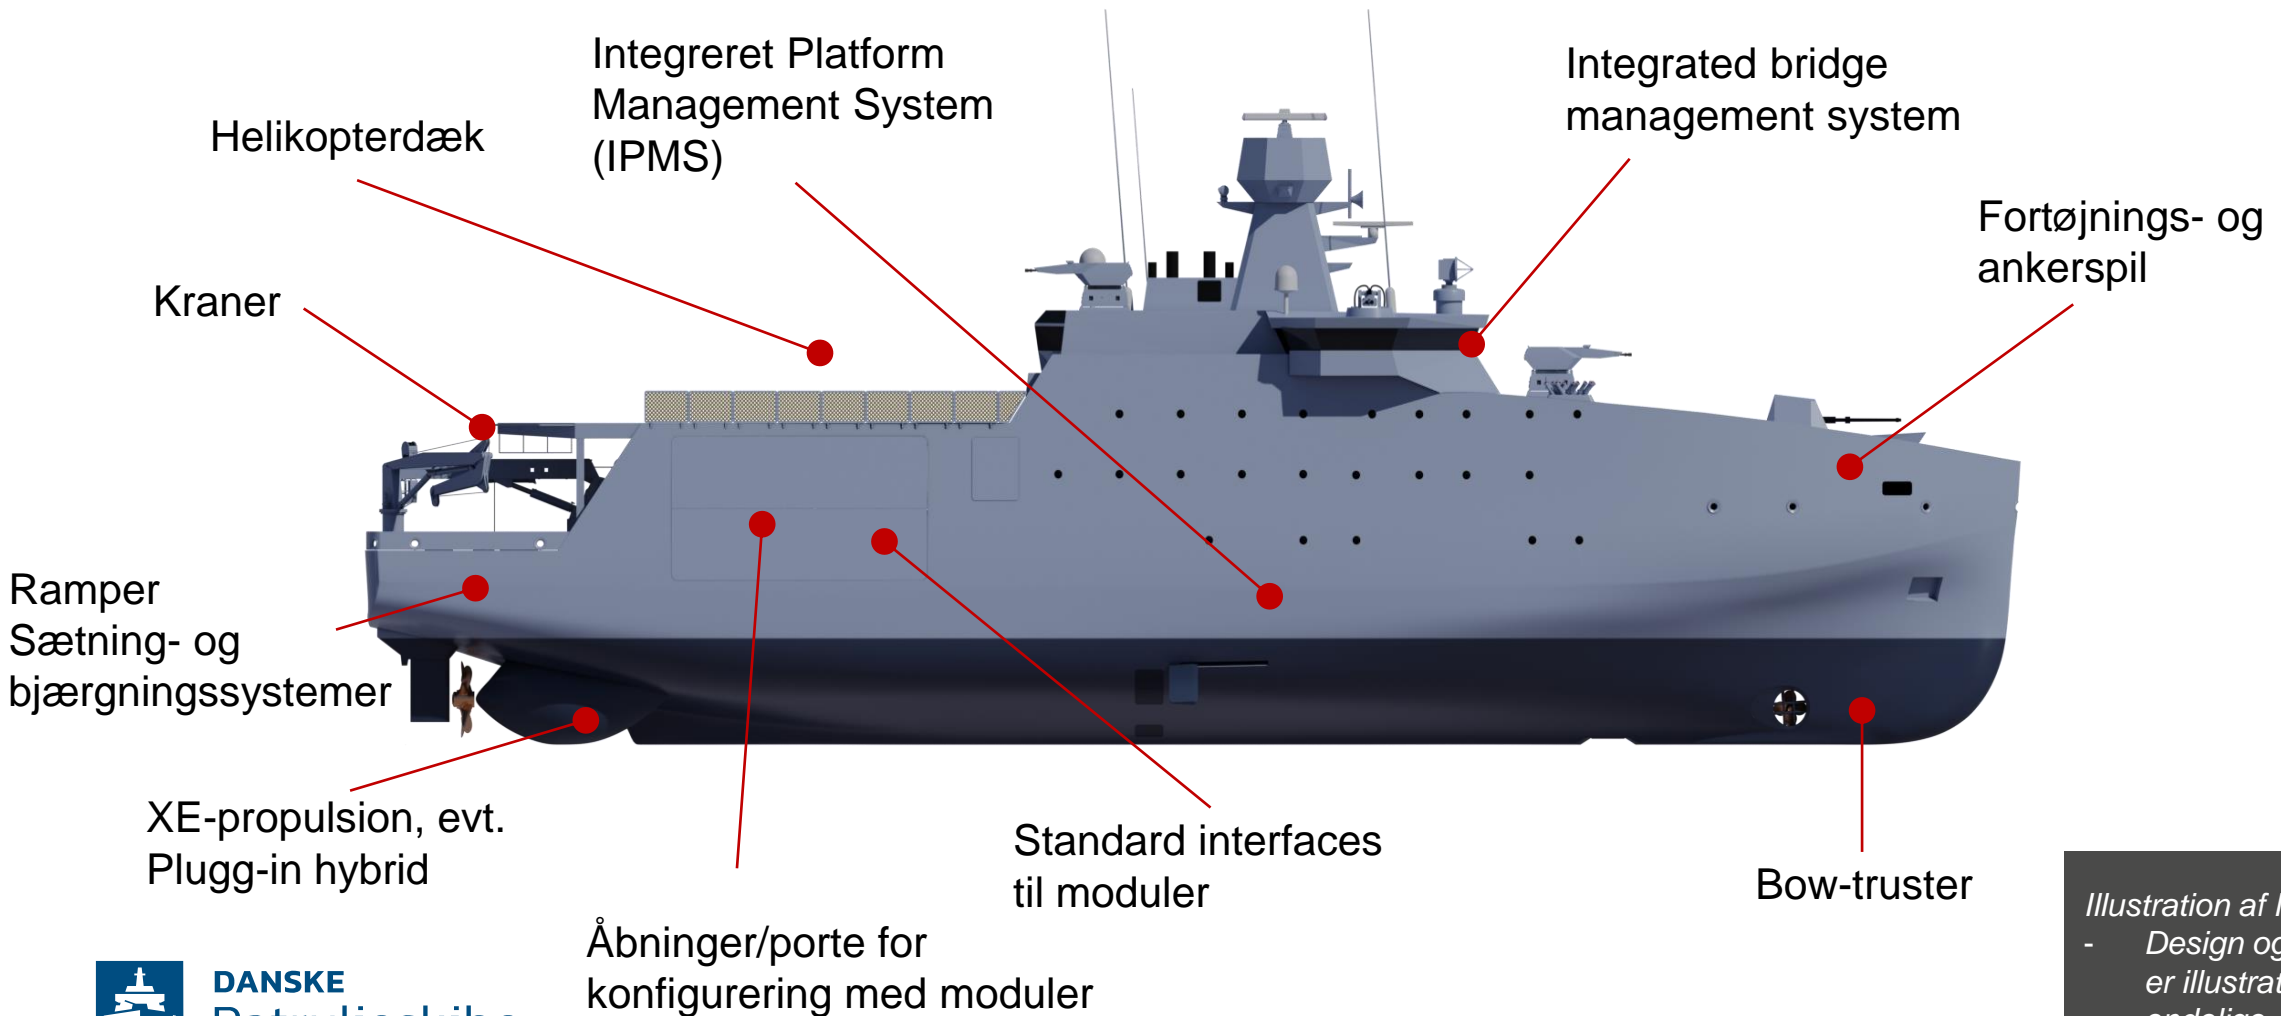 Integreret Platform
Management System
(IPMS)
Integrated bridge
management system
Helikopterdæk
Fortøjnings- og
ankerspil
Kraner
Ramper
Sætning- og
bjærgningssystemer
XE-propulsion, evt.
Plugg-in hybrid
Standard interfaces
til moduler
Bow-truster
Åbninger/porte for
konfigurering med moduler
DANSKE
Illustration af
- Design og
er